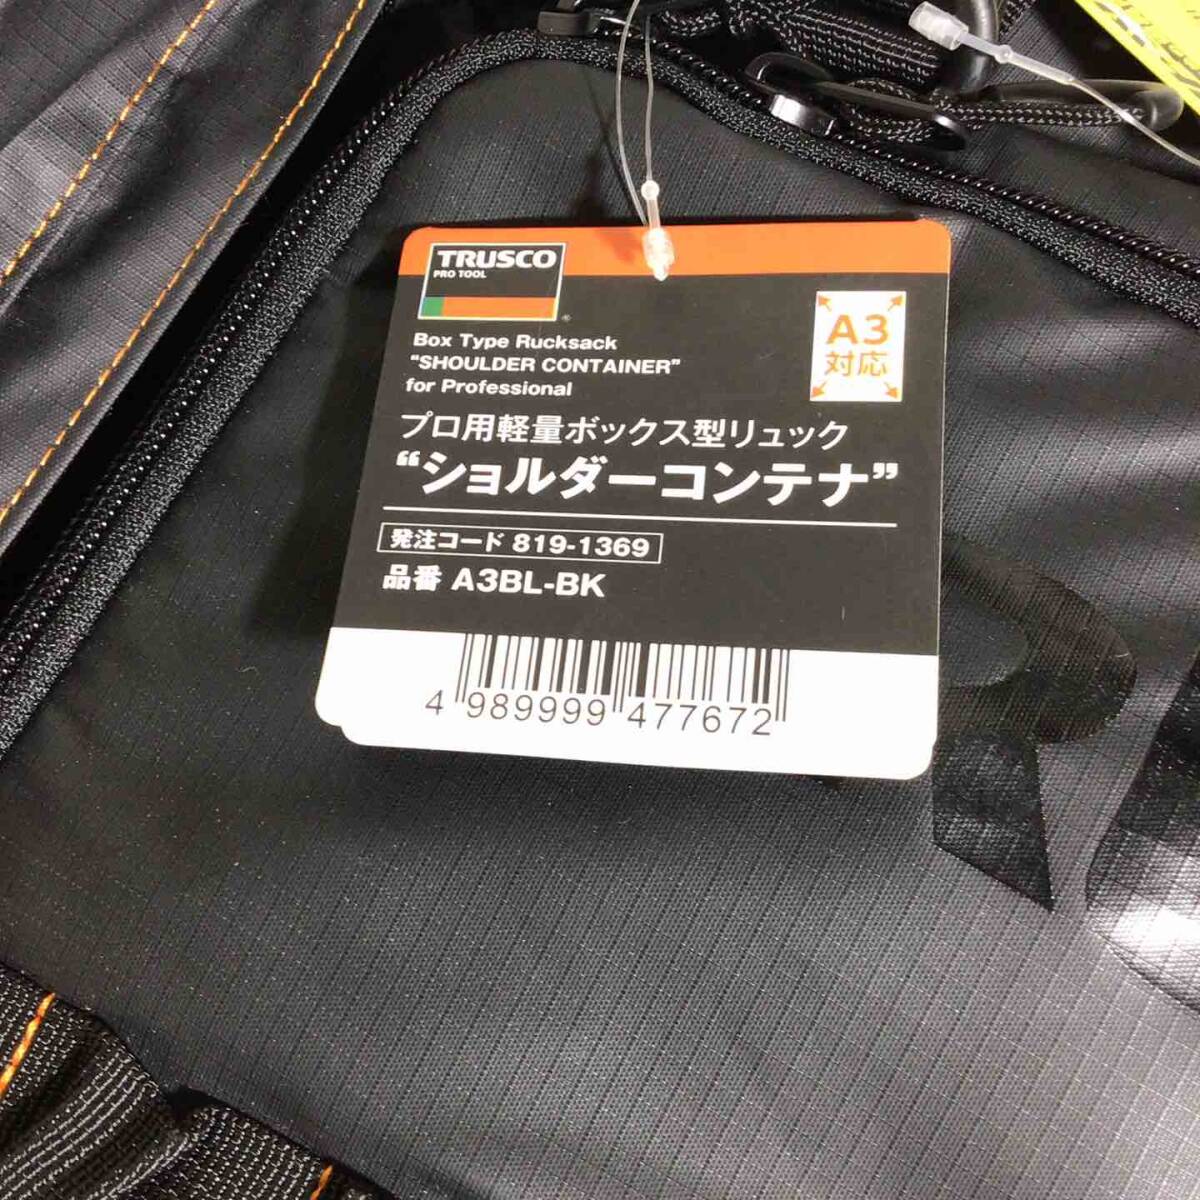 TRUSCO
PRO TOOL
®
Box Type Rucksack
"SHOULDER CONTAINER"
for Professional
A3
対応
プロ用軽量ボックス型リュック
“ショルダーコンテナ”
発注コード 819-1369
品番 A3BL-BK
4 989999 477672